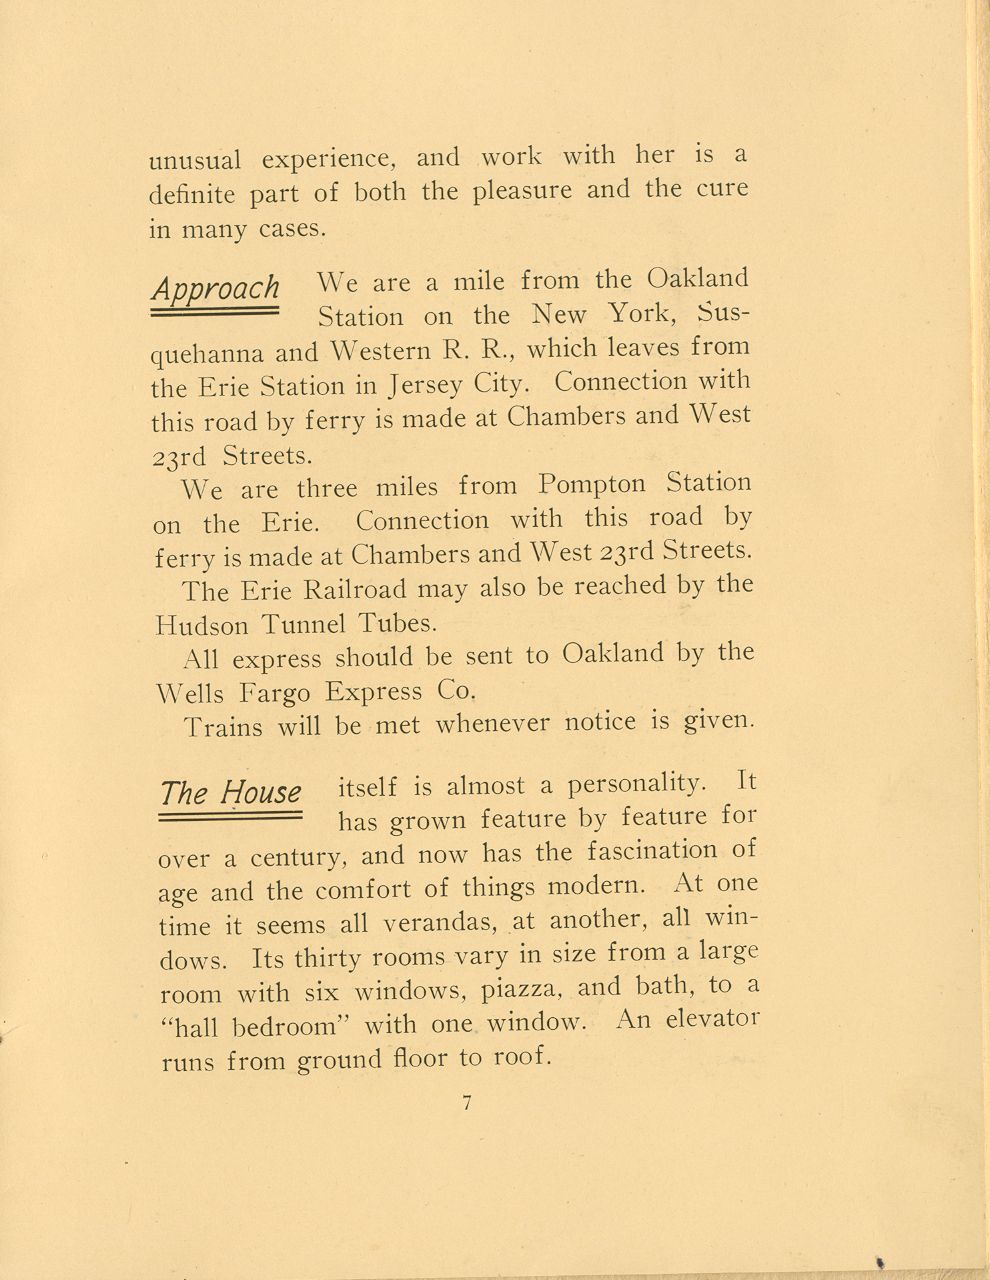 unusual experience, and work with her is a
definite part of both the pleasure and the cure
in many cases.
Approach We are a mile from the Oakland
Station on the New York, Sus-
quehanna and Western R. R., which leaves from
the Erie Station in Jersey City. Connection with
this road by ferry is made at Chambers and West
23rd Streets.
We are three miles from Pompton Station
on the Erie. Connection with this road by
ferry is made at Chambers and West 23rd Streets.
The Erie Railroad may also be reached by the
Hudson Tunnel Tubes.
All express should be sent to Oakland by the
Wells Fargo Express Co.
Trains will be met whenever notice is given.
The House itself is almost a personality. It
has grown feature by feature for
over a century, and now has the fascination of
age and the comfort of things modern. At one
time it seems all verandas, at another, all win-
dows. Its thirty rooms vary in size from a large
room with six windows, piazza, and bath, to a
“hall bedroom” with one window. An elevator
runs from ground floor to roof.
7